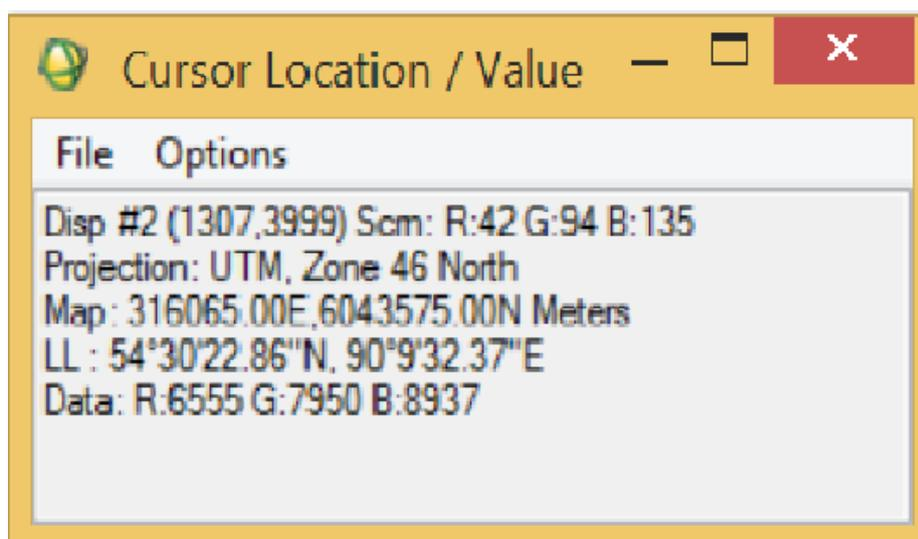 Cursor Location / Value
File Options
Disp #2 (1307,3999) Scrn: R:42 G:94 B:135
Projection: UTM, Zone 46 North
Map: 316065.00E,6043575.00N Meters
LL : 54°30'22.86"N, 90°9'32.37"E
Data: R:6555 G:7950 B:8937